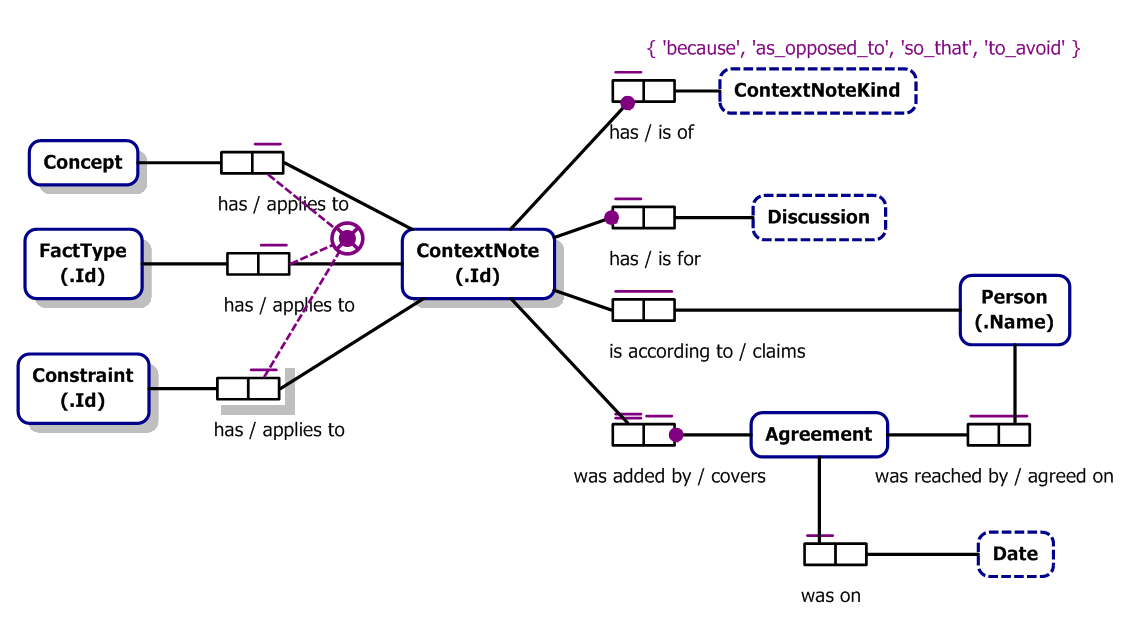 { 'because', 'as_opposed_to', 'so_that', 'to_avoid' }
ContextNoteKind
has / is of
Concept
has / applies to
Discussion
has / is for
FactType
(.Id)
has / applies to
ContextNote
(.Id)
Person
(.Name)
is according to / claims
Constraint
(.Id)
has / applies to
Agreement
was added by / covers
was reached by / agreed on
Date
was on